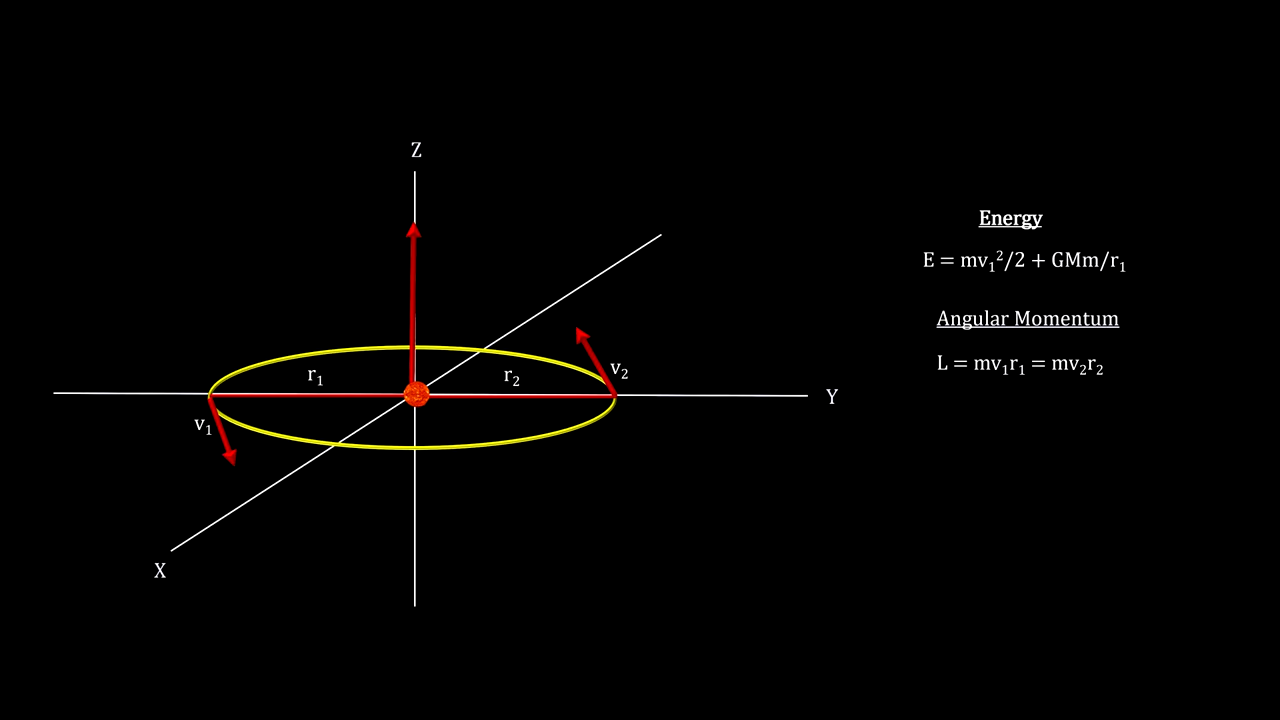 Z
Energy
E = mv₁²/2 + GMm/r₁
Angular Momentum
L = mv₁r₁ = mv₂r₂
r₁
r₂
v₂
Y
v₁
X